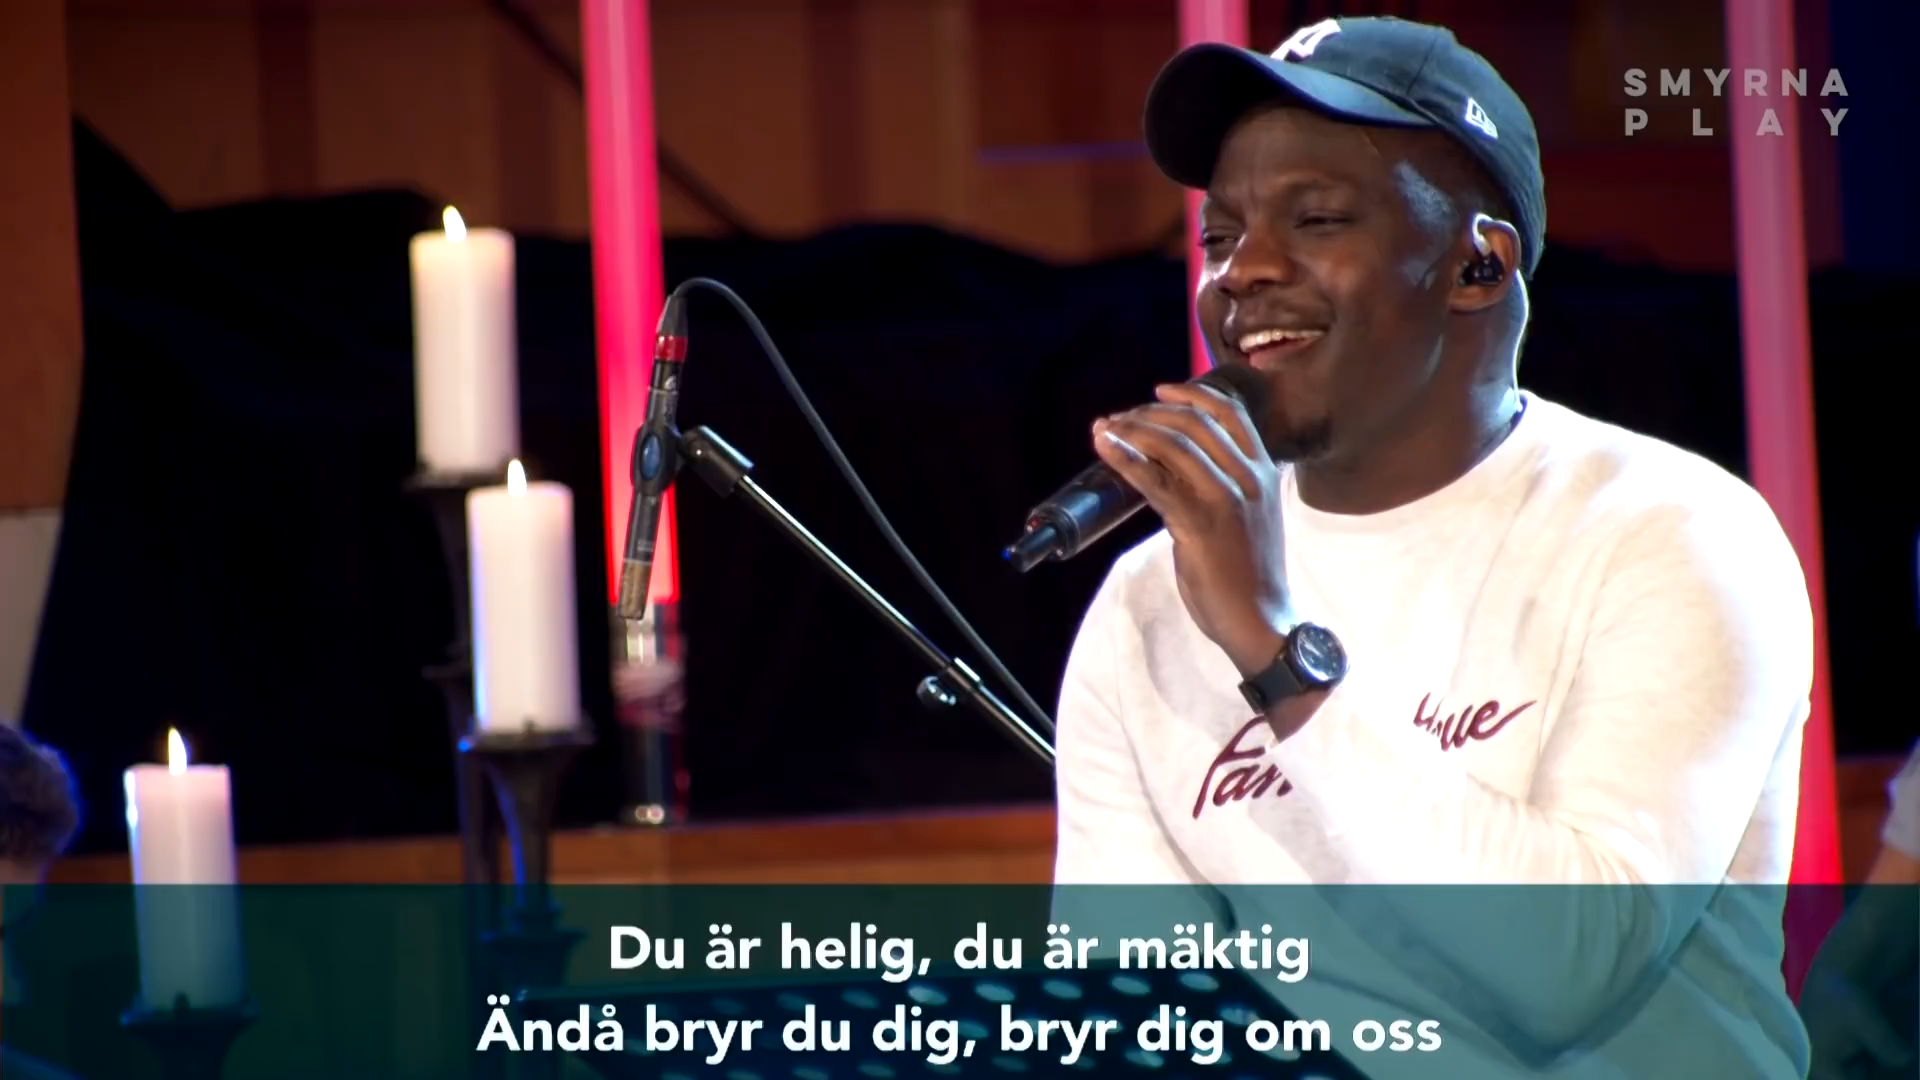 SMYRNA
PLAY
Du är helig, du är mäktig
Ändå bryr du dig, bryr dig om oss